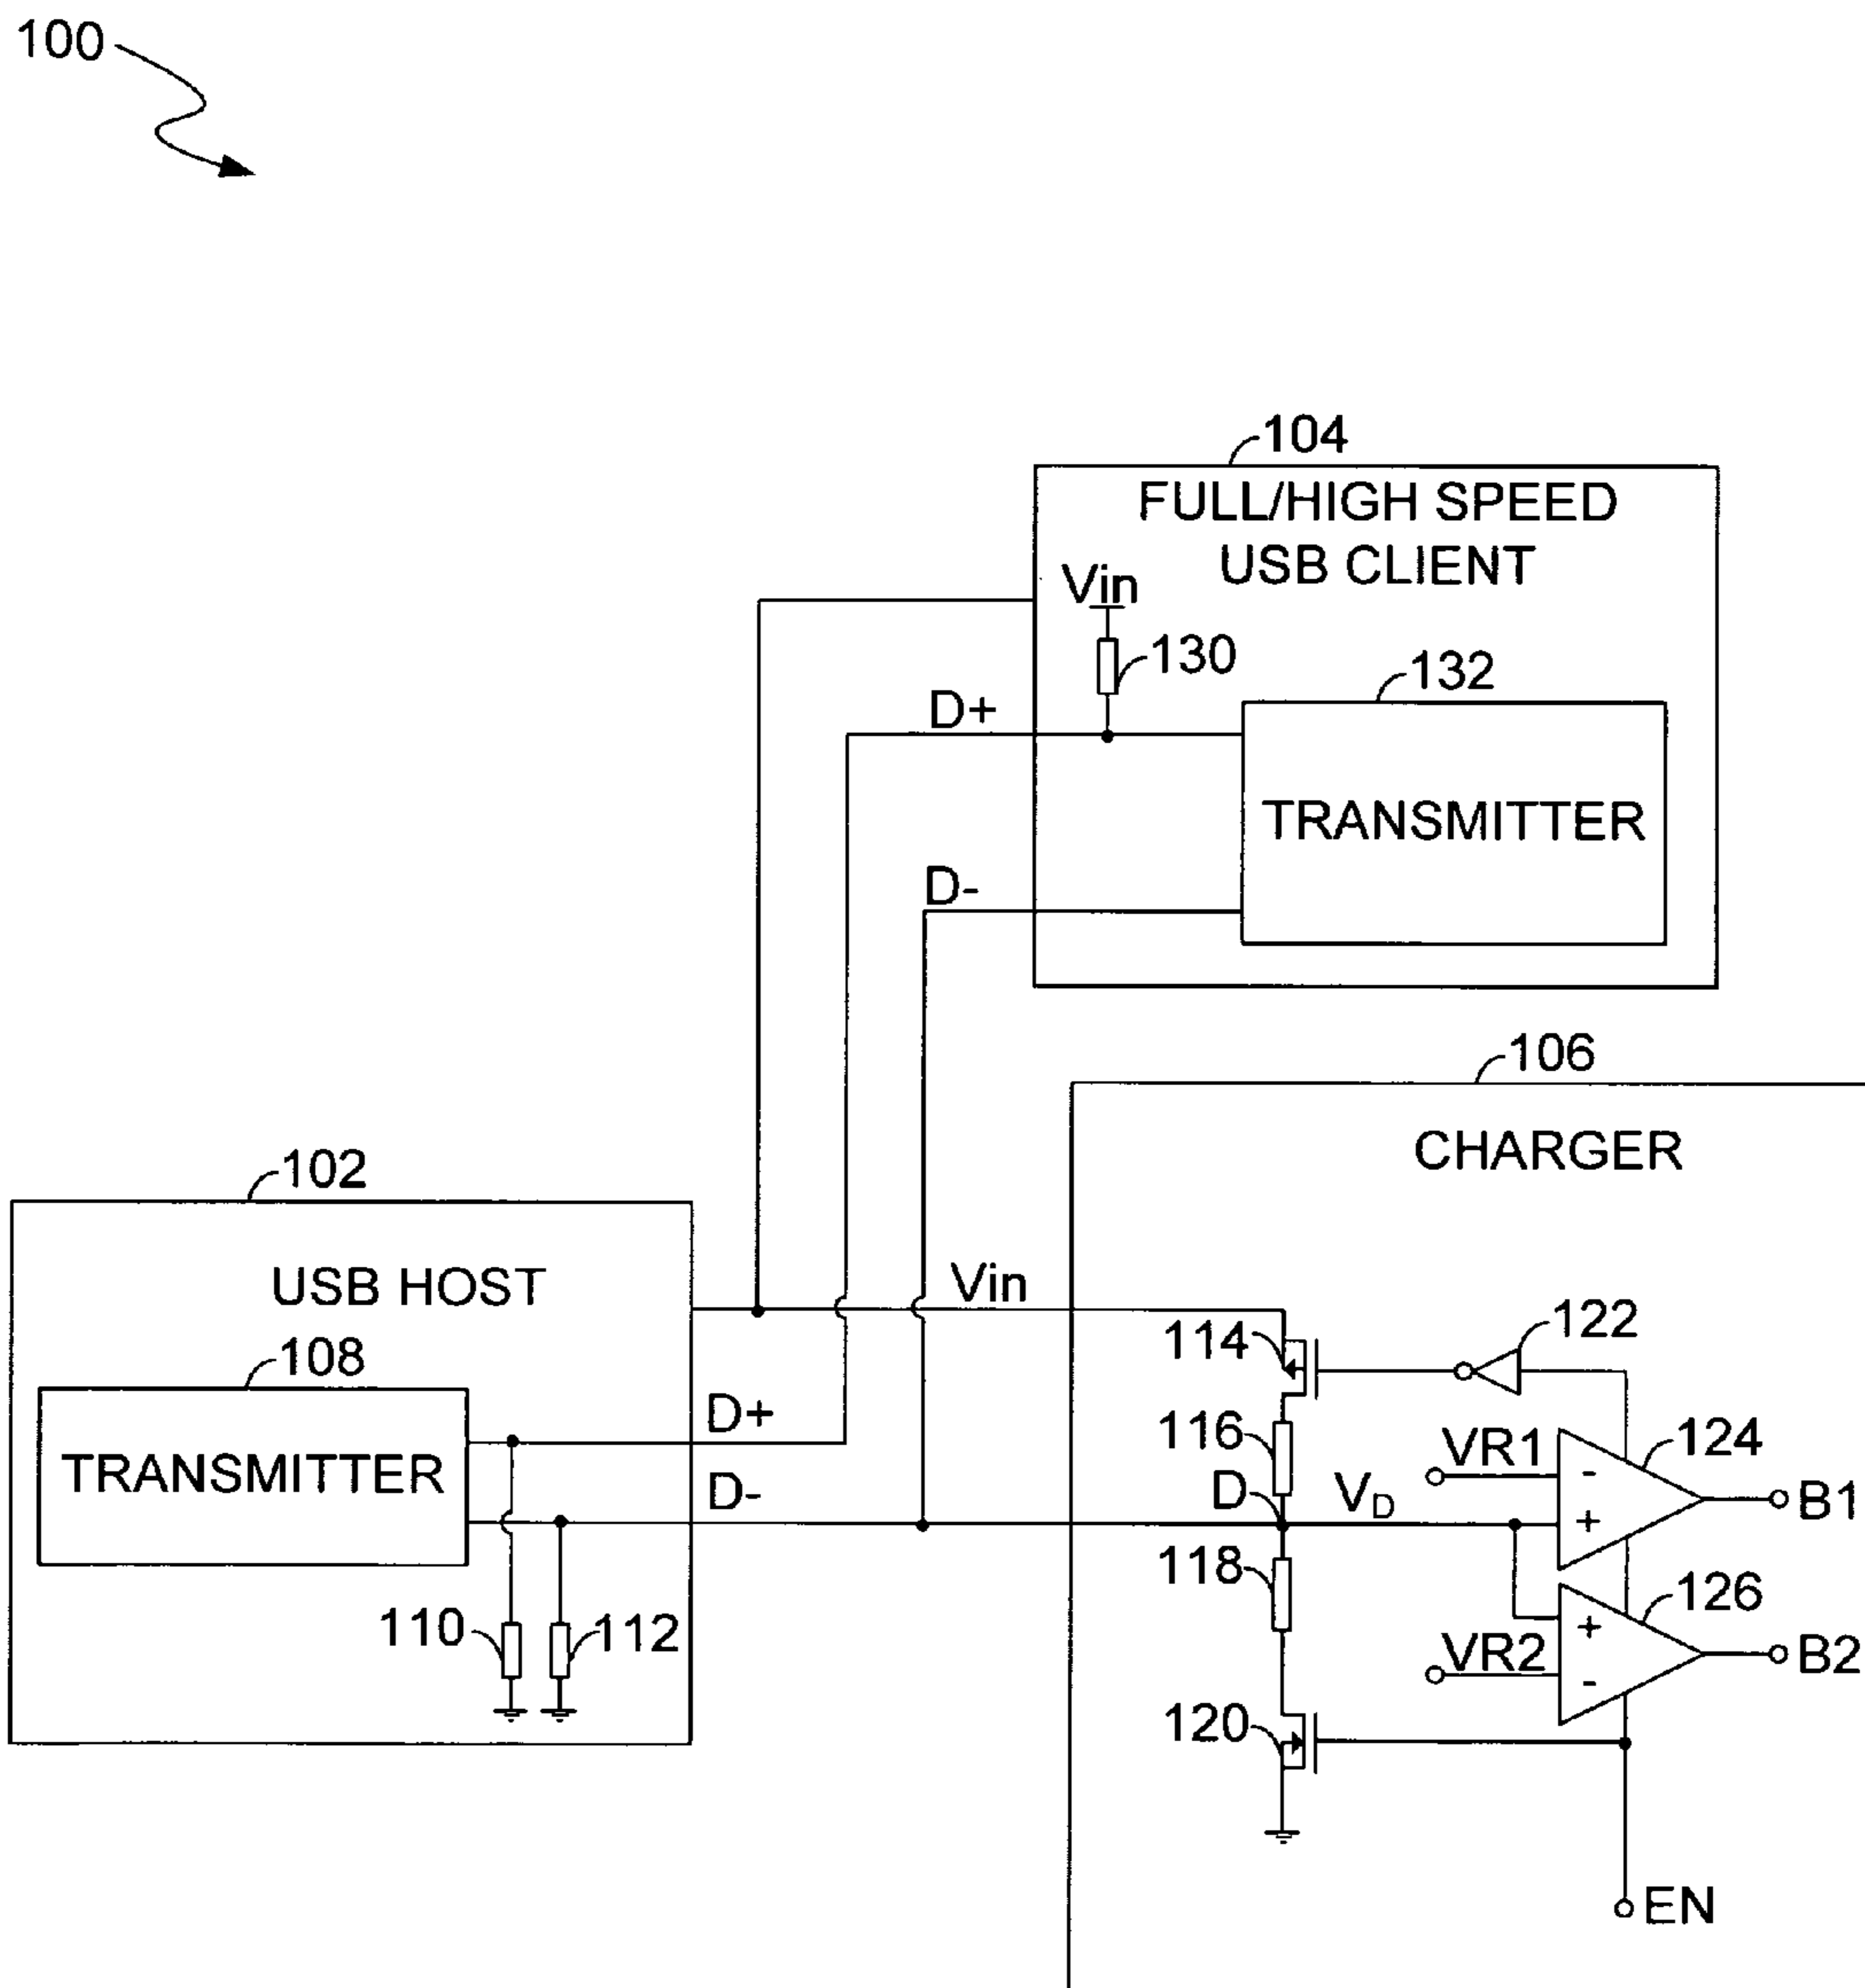 100
104
FULL/HIGH SPEED
USB CLIENT
Vin
130
132
D+
TRANSMITTER
D-
106
CHARGER
102
USB HOST
Vin
108
114
122
D+
TRANSMITTER
116
VR1
124
D-
D
VD
-
+
B1
118
126
110
112
+
VR2
-
B2
120
EN